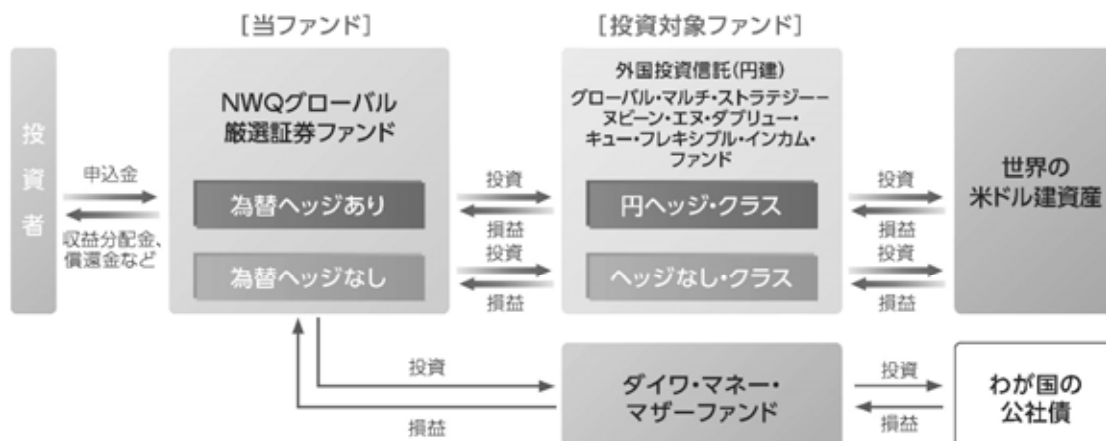 [当ファンド]
[投資対象ファンド]
投資者
申込金
収益分配金、
償還金など
NWQグローバル
厳選証券ファンド
為替ヘッジあり
為替ヘッジなし
投資
損益
投資
損益
外国投資信託(円建)
グローバル・マルチ・ストラテジー－
ヌビーン・エヌ・ダブリュー・
キュー・フレキシブル・インカム・
ファンド
円ヘッジ・クラス
ヘッジなし・クラス
投資
損益
投資
損益
世界の
米ドル建資産
投資
損益
ダイワ・マネー・
マザーファンド
投資
損益
わが国の
公社債